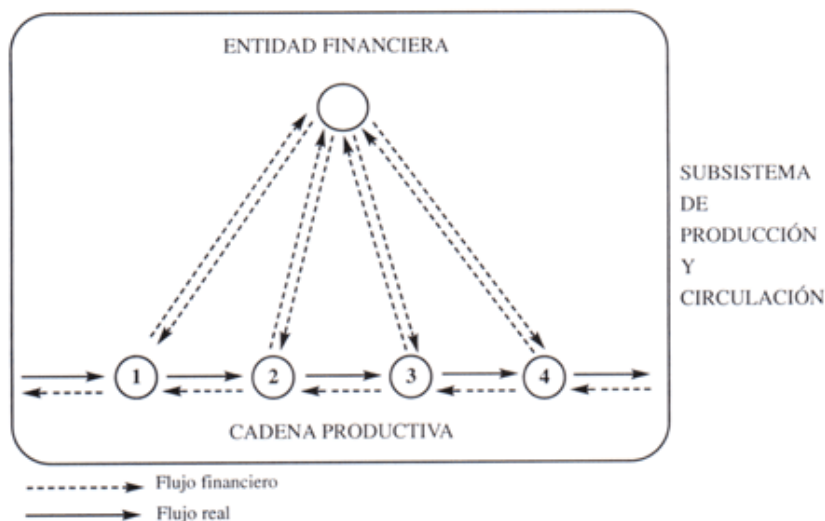 ENTIDAD FINANCIERA
SUBSISTEMA
DE
PRODUCCIÓN
Y
CIRCULACIÓN
1 2 3 4
CADENA PRODUCTIVA
Flujo financiero
Flujo real